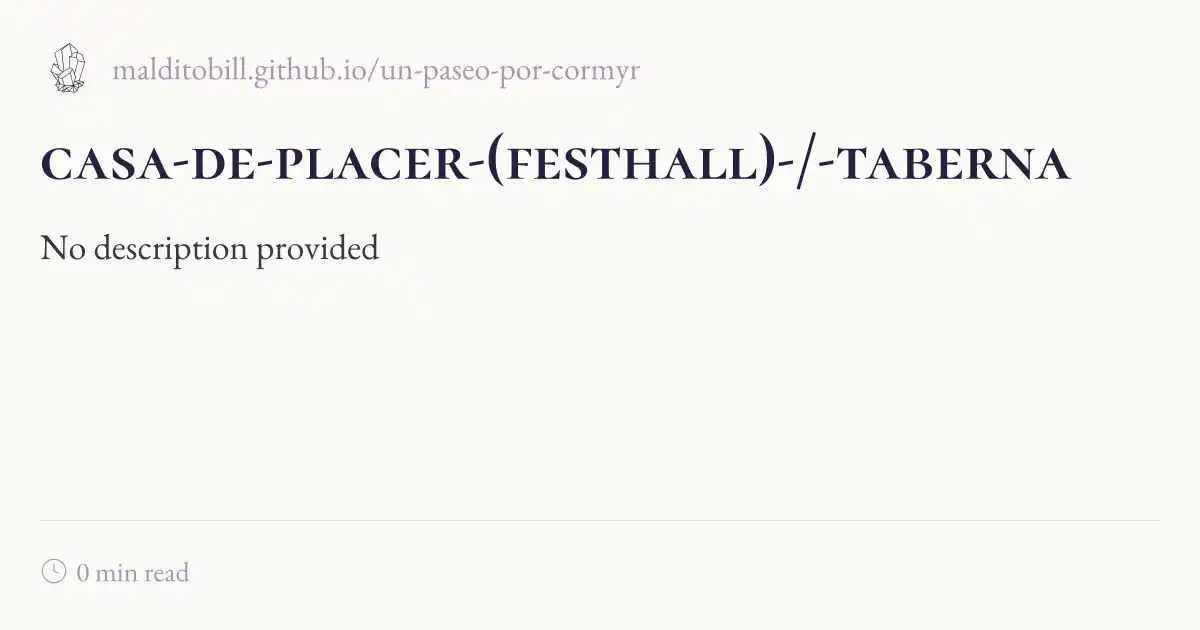 malditobill.github.io/un-paseo-por-cormyr
CASA-DE-PLACER-(FESTHALL)-/-TABERNA
No description provided
0 min read